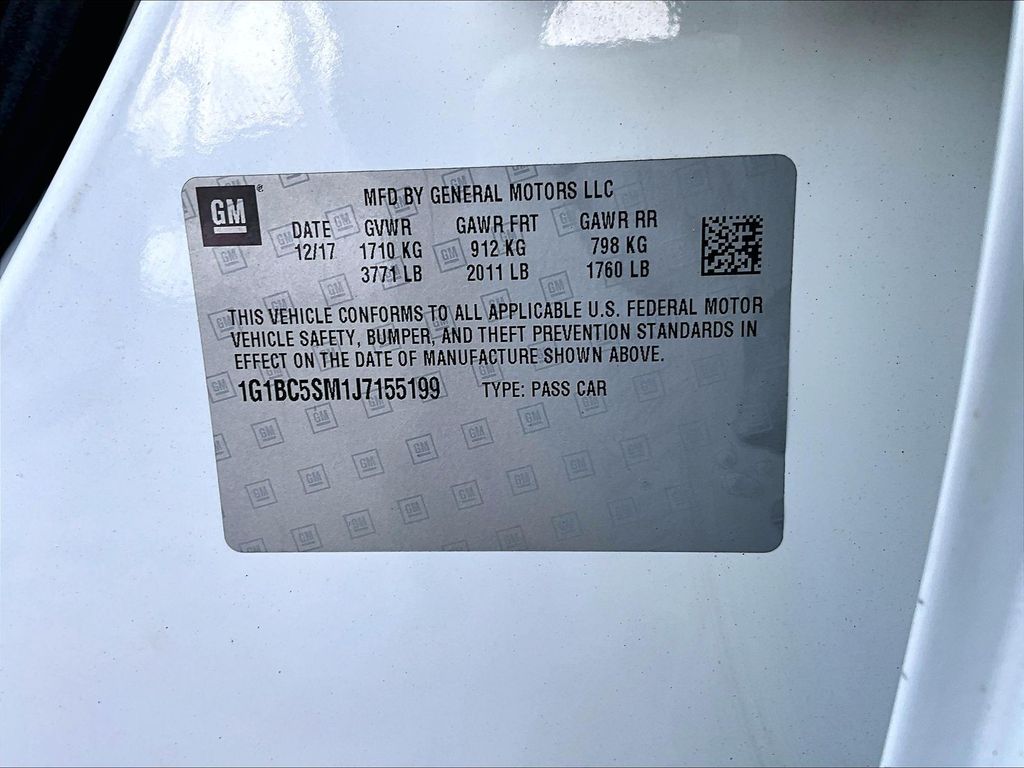 GM
MFD BY GENERAL MOTORS LLC
DATE GVWR GAWR FRT GAWR RR
12/17 1710 KG 912 KG 798 KG
3771 LB 2011 LB 1760 LB
THIS VEHICLE CONFORMS TO ALL APPLICABLE U.S. FEDERAL MOTOR
VEHICLE SAFETY, BUMPER, AND THEFT PREVENTION STANDARDS IN
EFFECT ON THE DATE OF MANUFACTURE SHOWN ABOVE.
1G1BC5SM1J7155199 TYPE: PASS CAR